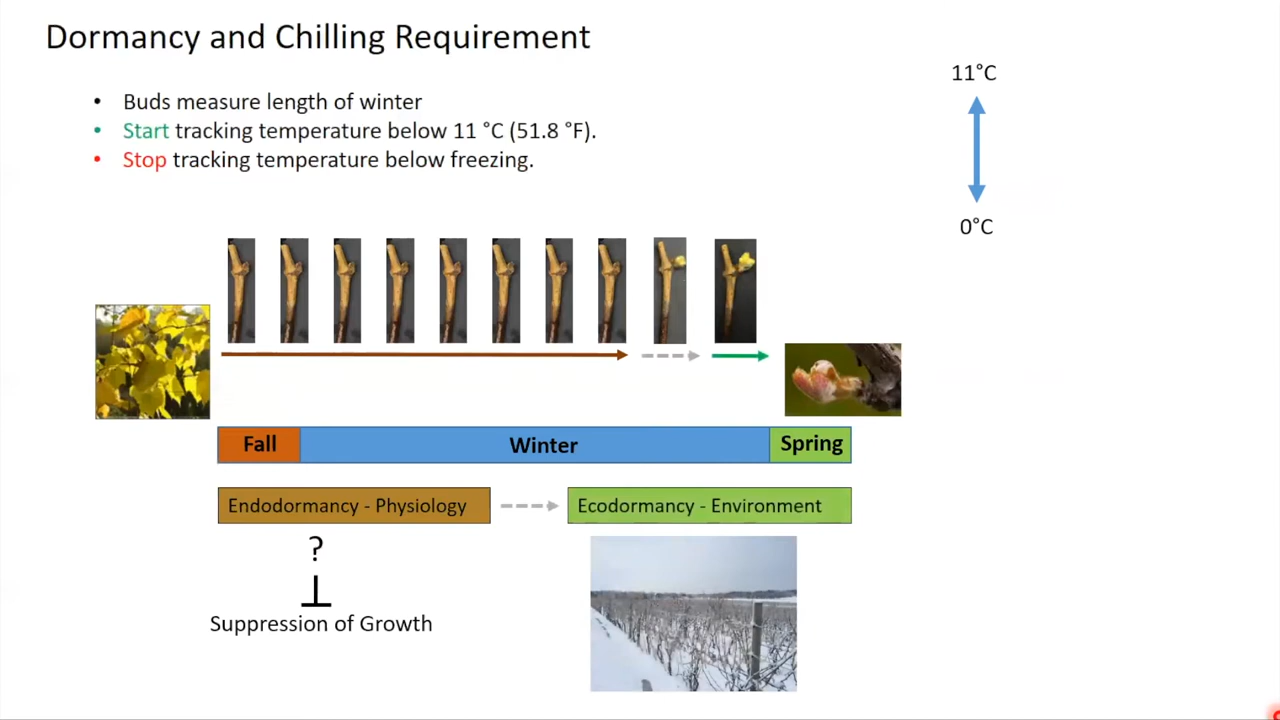 Dormancy and Chilling Requirement
• Buds measure length of winter
• Start tracking temperature below 11 °C (51.8 °F).
• Stop tracking temperature below freezing.
11°C
0°C
Fall
Winter
Spring
Endodormancy - Physiology
Ecodormancy - Environment
?
Suppression of Growth